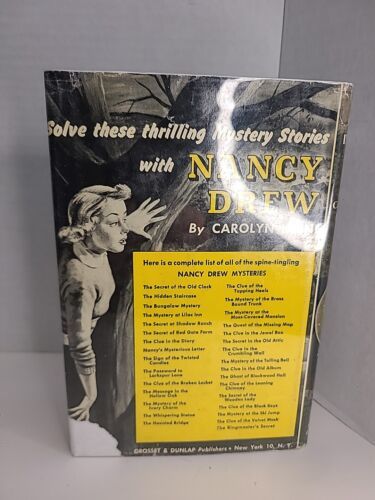 Solve these thrilling Mystery Stories
with NANCY
DREW
By CAROLYN
Here is a complete list of all of the spine-tingling
NANCY DREW MYSTERIES
The Secret of the Old Clock
The Hidden Staircase
The Bungalow Mystery
The Mystery at Lilac Inn
The Secret at Shadow Ranch
The Secret of Red Gate Farm
The Clue in the Diary
Nancy's Mysterious Letter
The Sign of the Twisted
Candles
The Password to
Larkspur Lane
The Clue of the Broken Locket
The Message in the
Hollow Oak
The Mystery of the
Ivory Charm
The Whispering Statue
The Haunted Bridge
The Clue of the
Tapping Heels
The Mystery of the Brass
Bound Trunk
The Mystery at the
Moss-Covered Mansion
The Quest of the Missing Map
The Clue in the Jewel Box
The Secret in the Old Attic
The Clue in the
Crumbling Wall
The Mystery of the Tolling Bell
The Clue in the Old Album
The Ghost of Blackwood Hall
The Clue of the Leaning
Chimney
The Secret of the
Wooden Lady
The Clue of the Black Keys
The Mystery at the Ski Jump
The Clue of the Velvet Mask
The Ringmaster's Secret
GROSSET & DUNLAP Publishers • New York 10, N. Y.